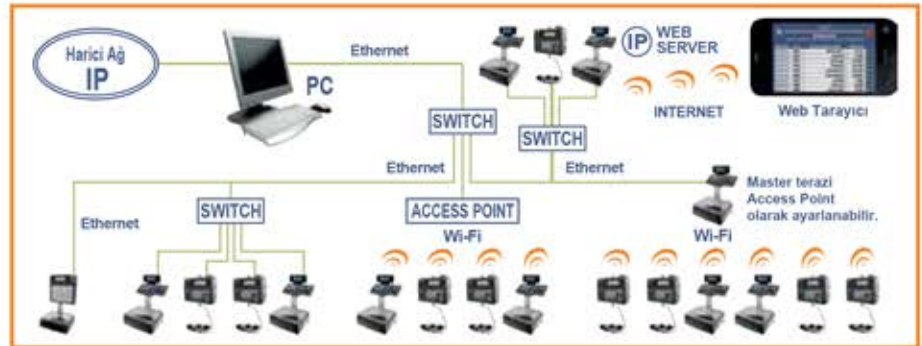 Harici Ağ
IP
PC
Ethernet
IP
WEB
SERVER
INTERNET
Web Tarayıcı
SWITCH
SWITCH
Ethernet
Ethernet
Master terazi
Access Point
olarak ayarlanabilir.
Ethernet
SWITCH
ACCESS POINT
Wi-Fi
Wi-Fi